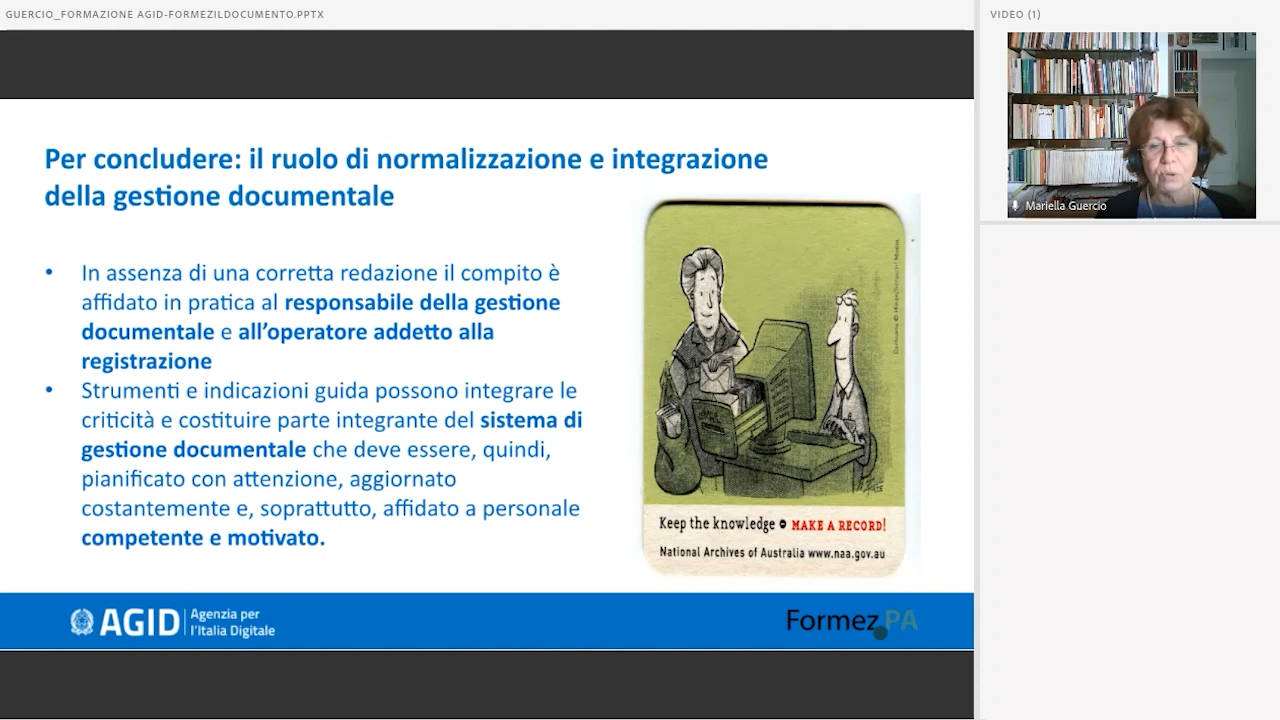 GUERCIO_FORMAZIONE AGID-FORMEZILDOCUMENTO.PPTX
VIDEO (1)
Mariella Guercio
Per concludere: il ruolo di normalizzazione e integrazione
della gestione documentale
• In assenza di una corretta redazione il compito è
affidato in pratica al responsabile della gestione
documentale e all’operatore addetto alla
registrazione
• Strumenti e indicazioni guida possono integrare le
criticità e costituire parte integrante del sistema di
gestione documentale che deve essere, quindi,
pianificato con attenzione, aggiornato
costantemente e, soprattutto, affidato a personale
competente e motivato.
Keep the knowledge MAKE A RECORD!
National Archives of Australia www.naa.gov.au
AGID Agenzia per
l’Italia Digitale
Formez PA